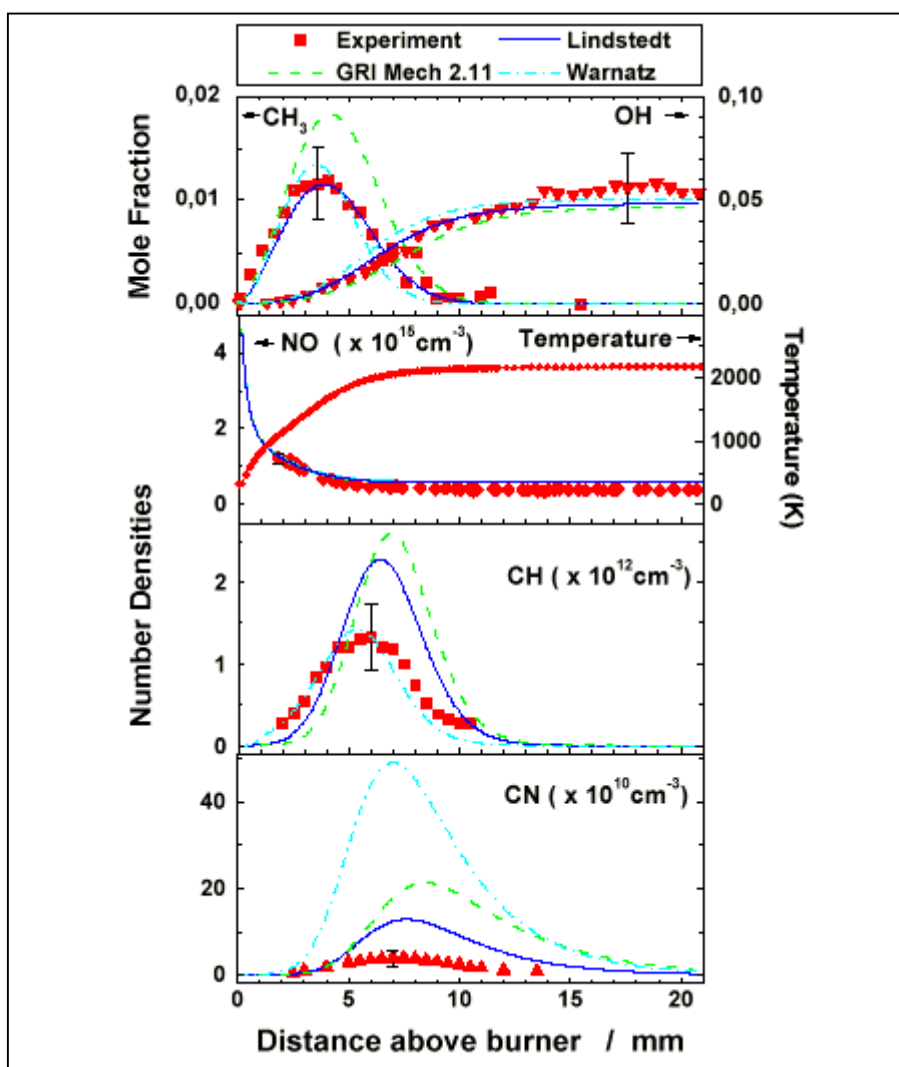 Experiment Lindstedt
GRI Mech 2.11 Warnatz
0,02 0,10
CH₃ OH
0,01 0,05
0,00 0,00
Mole Fraction
NO ( x 10¹⁵cm⁻³) Temperature
4
2000
2
1000
0 0
Temperature (K)
Number Densities
CH ( x 10¹²cm⁻³)
2
1
0
CN ( x 10¹⁰cm⁻³)
40
20
0
0 5 10 15 20
Distance above burner / mm